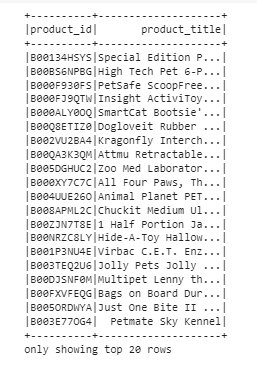 +----------+--------------------+
|product_id|       product_title|
+----------+--------------------+
|B00134HSYS|Special Edition P...|
|B00BS6NPBG|High Tech Pet 6-P...|
|B000F930FS|PetSafe ScoopFree...|
|B000FJ9QTW|Insight ActiviToy...|
|B000ALY0OQ|SmartCat Bootsie'...|
|B00Q8ETIZ0|Dogloveit Rubber ...|
|B002VU2BA4|Kragonfly Interch...|
|B00QA3K3QM|Attmu Retractable...|
|B005DGHUC2|Zoo Med Laborator...|
|B000XY7C7C|All Four Paws, Th...|
|B004UUE26O|Animal Planet PET...|
|B008APML2C|Chuckit Medium Ul...|
|B00ZJN7T8E|1 Half Portion Ja...|
|B00NRZC8LY|Hide-A-Toy Hallow...|
|B001P3NU4E|Virbac C.E.T. Enz...|
|B003TEQ2U6|Jolly Pets Jolly ...|
|B00DJSNF0M|Multipet Lenny th...|
|B00FXVFEQG|Bags on Board Dur...|
|B005ORDWYA|Just One Bite II ...|
|B003E77OG4|  Petmate Sky Kennel|
+----------+--------------------+
only showing top 20 rows